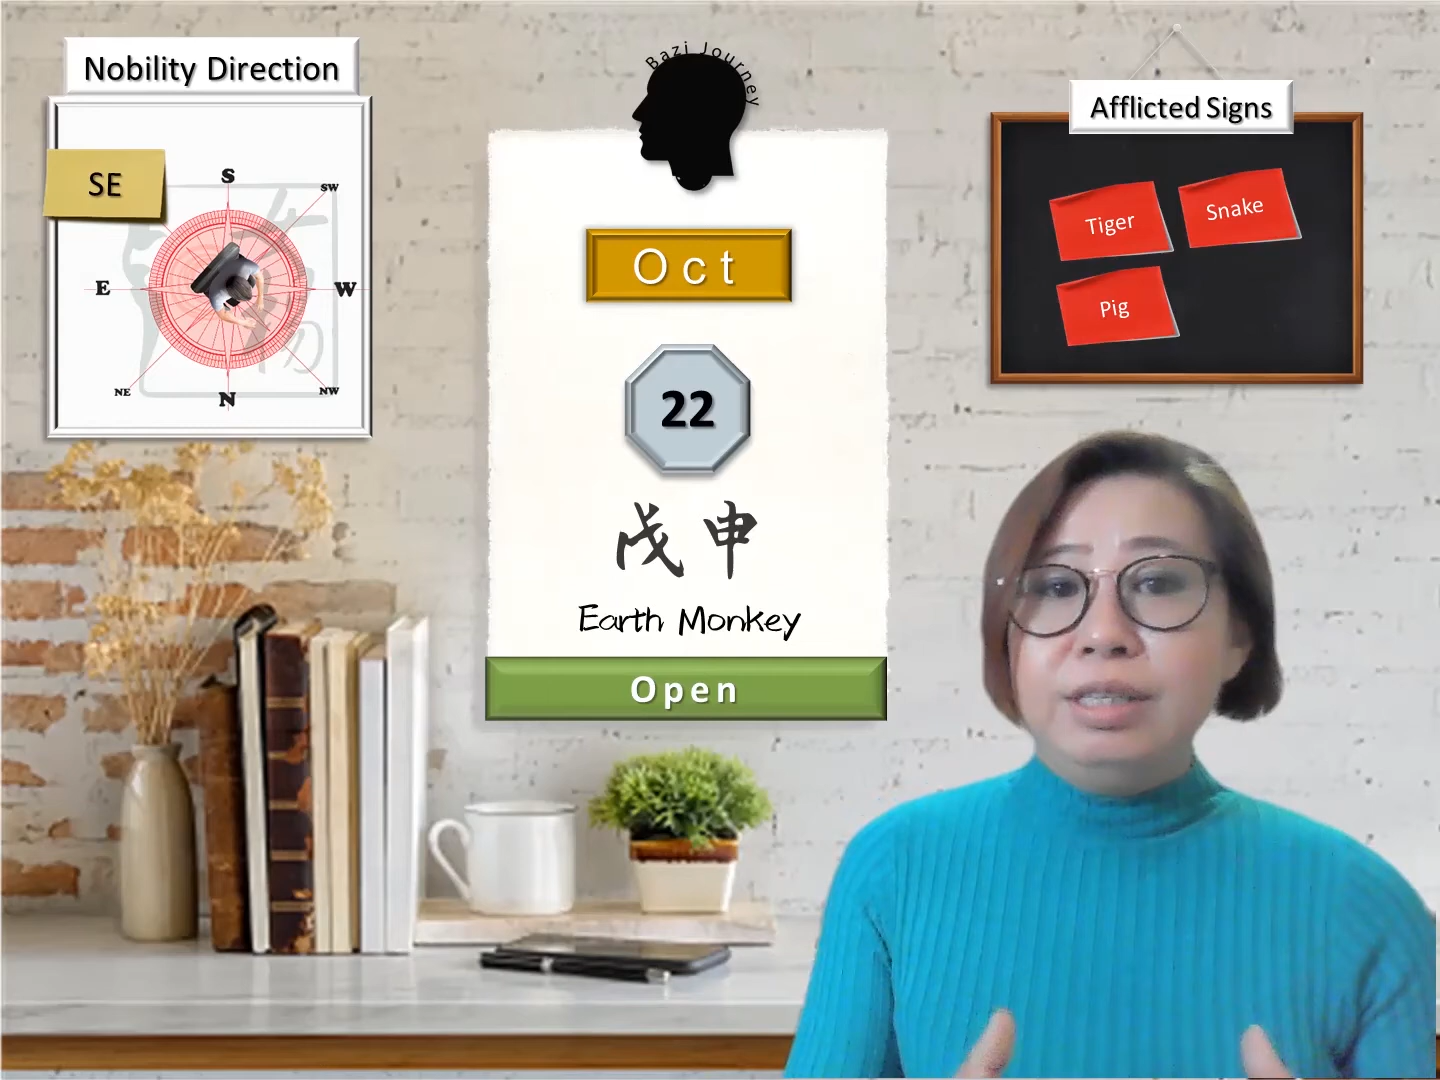 Nobility Direction
SE
S
SW
E
W
NE
N
NW
Bazi Journey
Oct
22
戊申
Earth Monkey
Open
Afflicted Signs
Tiger
Snake
Pig